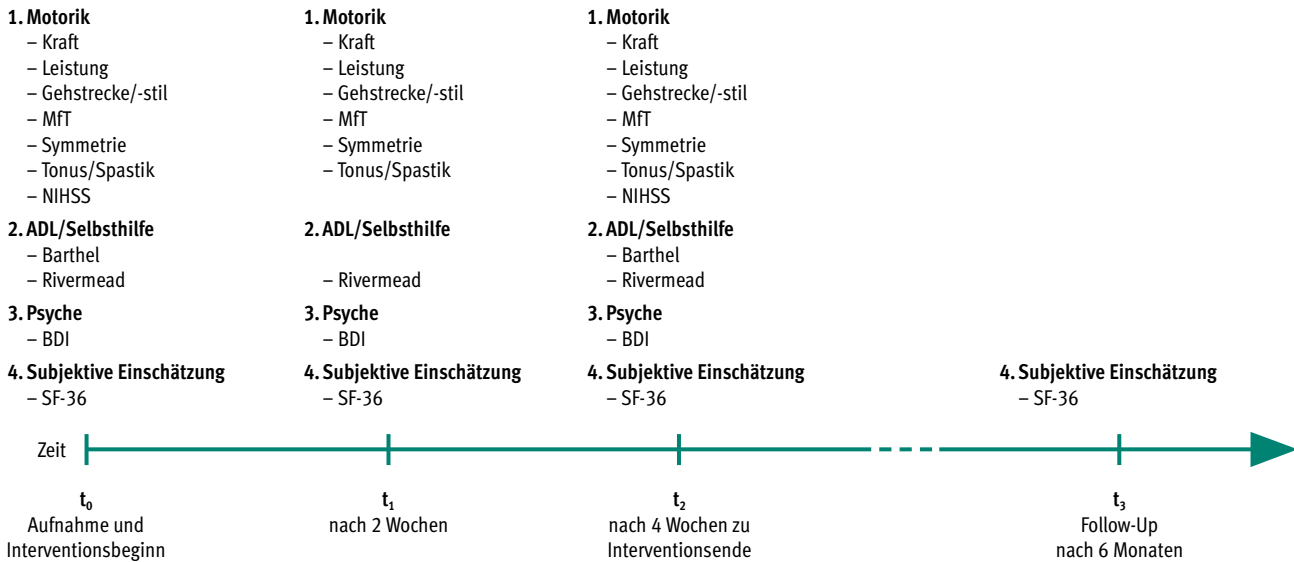 1. Motorik
– Kraft
– Leistung
– Gehstrecke/-stil
– MfT
– Symmetrie
– Tonus/Spastik
– NIHSS
2. ADL/Selbsthilfe
– Barthel
– Rivermead
3. Psyche
– BDI
4. Subjektive Einschätzung
– SF-36
1. Motorik
– Kraft
– Leistung
– Gehstrecke/-stil
– MfT
– Symmetrie
– Tonus/Spastik
2. ADL/Selbsthilfe
– Rivermead
3. Psyche
– BDI
4. Subjektive Einschätzung
– SF-36
1. Motorik
– Kraft
– Leistung
– Gehstrecke/-stil
– MfT
– Symmetrie
– Tonus/Spastik
– NIHSS
2. ADL/Selbsthilfe
– Barthel
– Rivermead
3. Psyche
– BDI
4. Subjektive Einschätzung
– SF-36
4. Subjektive Einschätzung
– SF-36
Zeit
t₀
Aufnahme und
Interventionsbeginn
t₁
nach 2 Wochen
t₂
nach 4 Wochen zu
Interventionsende
t₃
Follow-Up
nach 6 Monaten